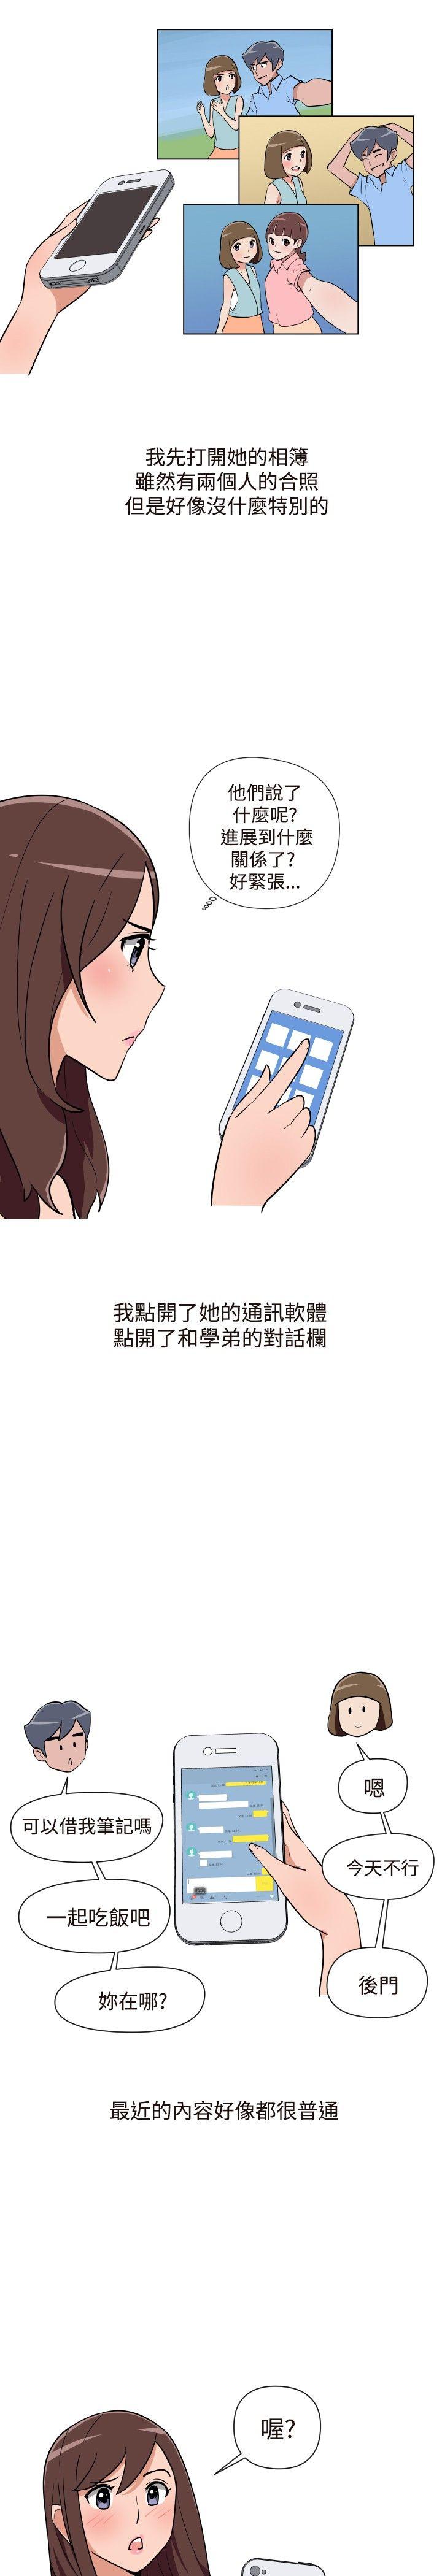 我先打開她的相簿
雖然有兩個人的合照
但是好像沒什麼特別的
他們說了
什麼呢?
進展到什麼
關係了?
好緊張...
我點開了她的通訊軟體
點開了和學弟的對話欄
可以借我筆記嗎
嗯
一起吃飯吧
今天不行
妳在哪?
後門
最近的內容好像都很普通
喔?